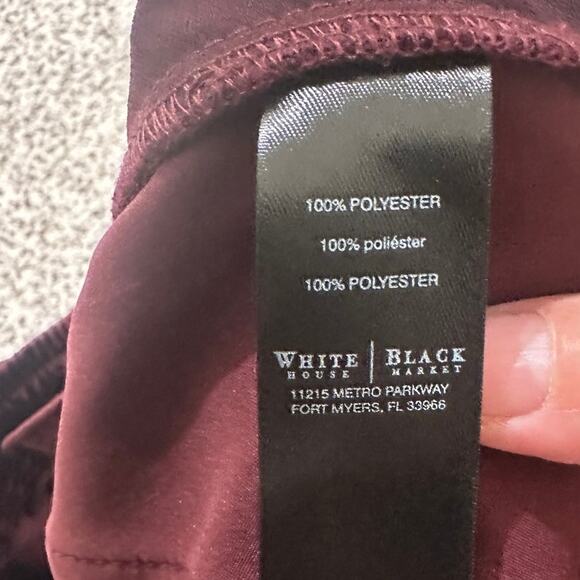 100% POLYESTER
100% poliéster
100% POLYESTER
WHITE | BLACK
HOUSE MARKET
11215 METRO PARKWAY
FORT MYERS, FL 33966